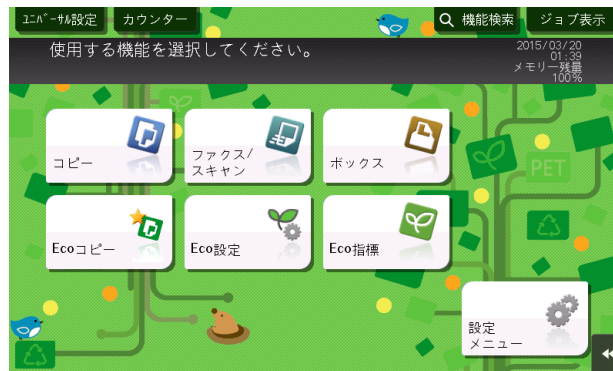 ﾕﾆﾊﾞｰｻﾙ設定
カウンター
機能検索
ジョブ表示
使用する機能を選択してください。
2015/03/20
01:39
メモリー残量
100%
コピー
ファクス/
スキャン
ボックス
PET
Ecoコピー
Eco設定
Eco指標
設定
メニュー